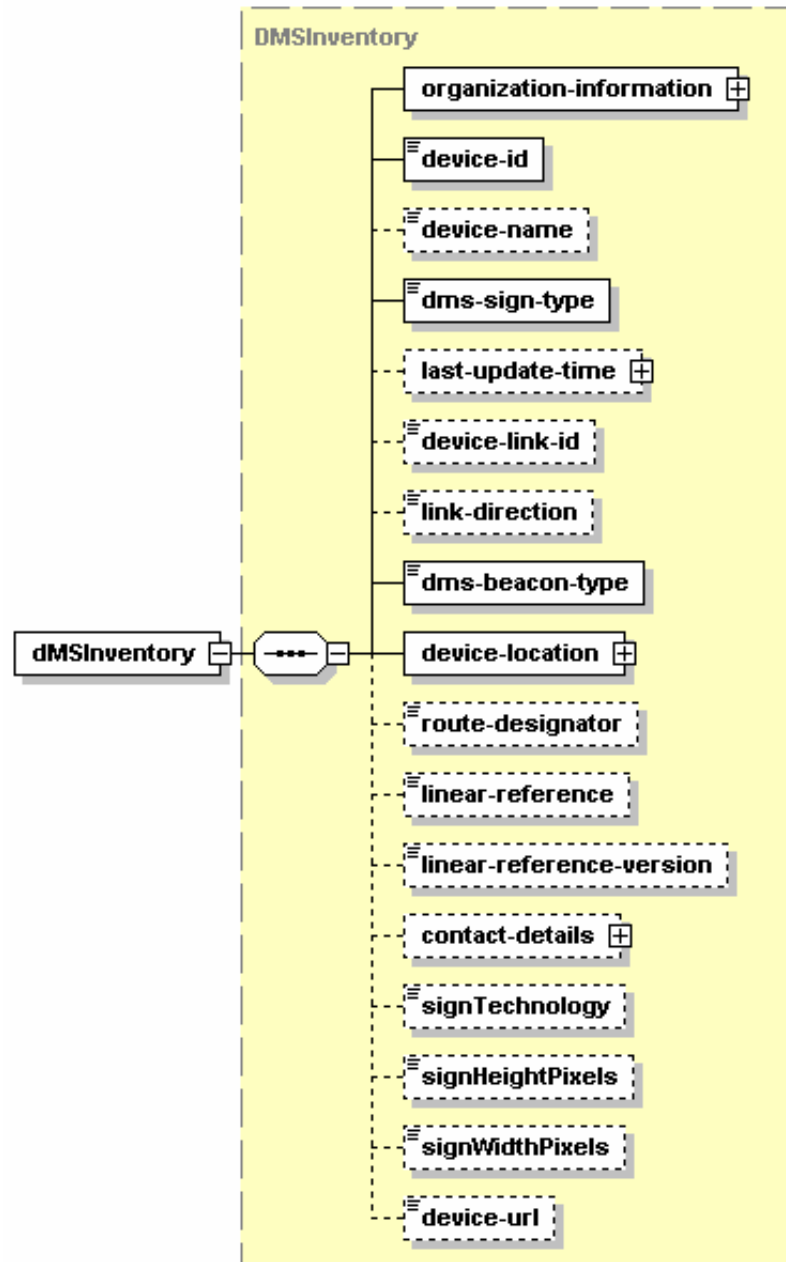 DMSInventory
organization-information
device-id
device-name
dms-sign-type
last-update-time
device-link-id
link-direction
dms-beacon-type
dMSInventory
device-location
route-designator
linear-reference
linear-reference-version
contact-details
signTechnology
signHeightPixels
signWidthPixels
device-url